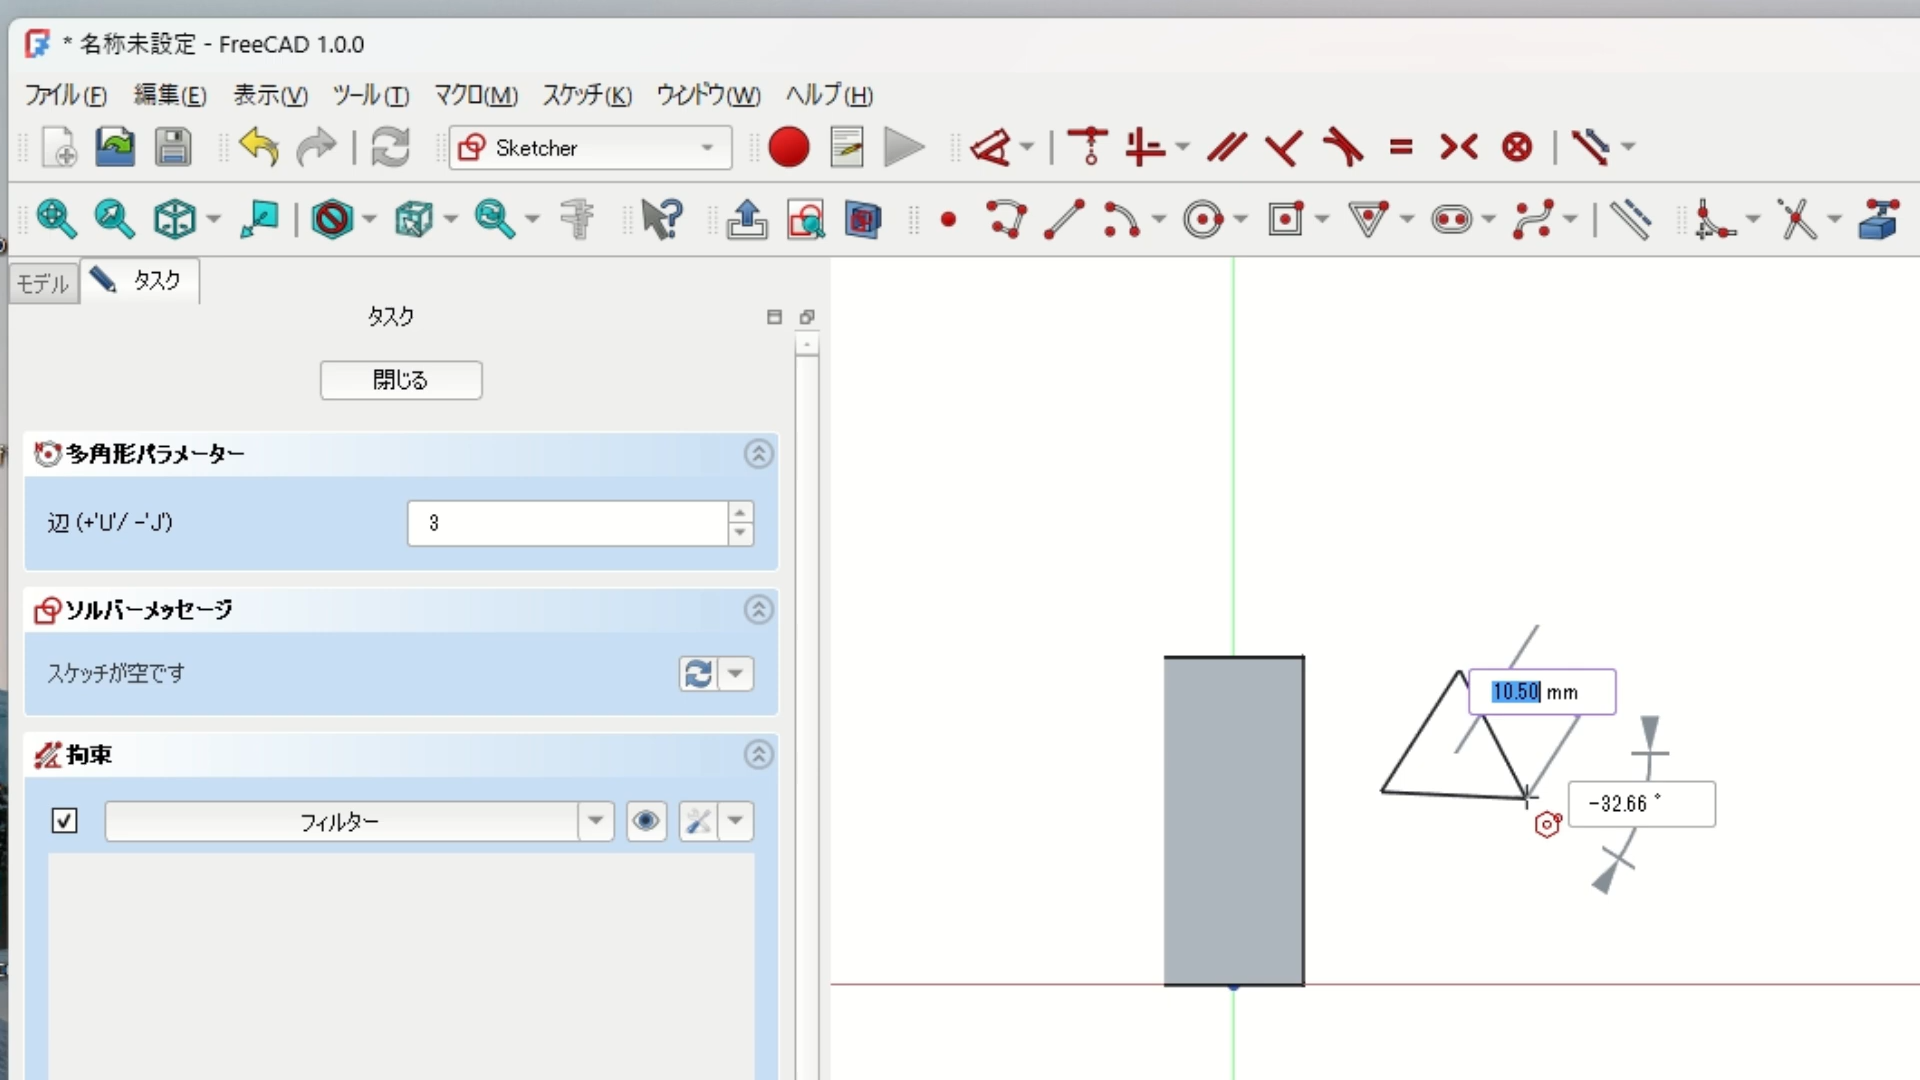 * 名称未設定 - FreeCAD 1.0.0
ファイル(F) 編集(E) 表示(V) ツール(T) マクロ(M) スケッチ(K) ウィンドウ(W) ヘルプ(H)
Sketcher
モデル タスク
タスク
閉じる
多角形パラメーター
辺 (+'U'/ -'J') 3
ソルバーメッセージ
スケッチが空です
拘束
フィルター
10.50 mm
-32.66 °